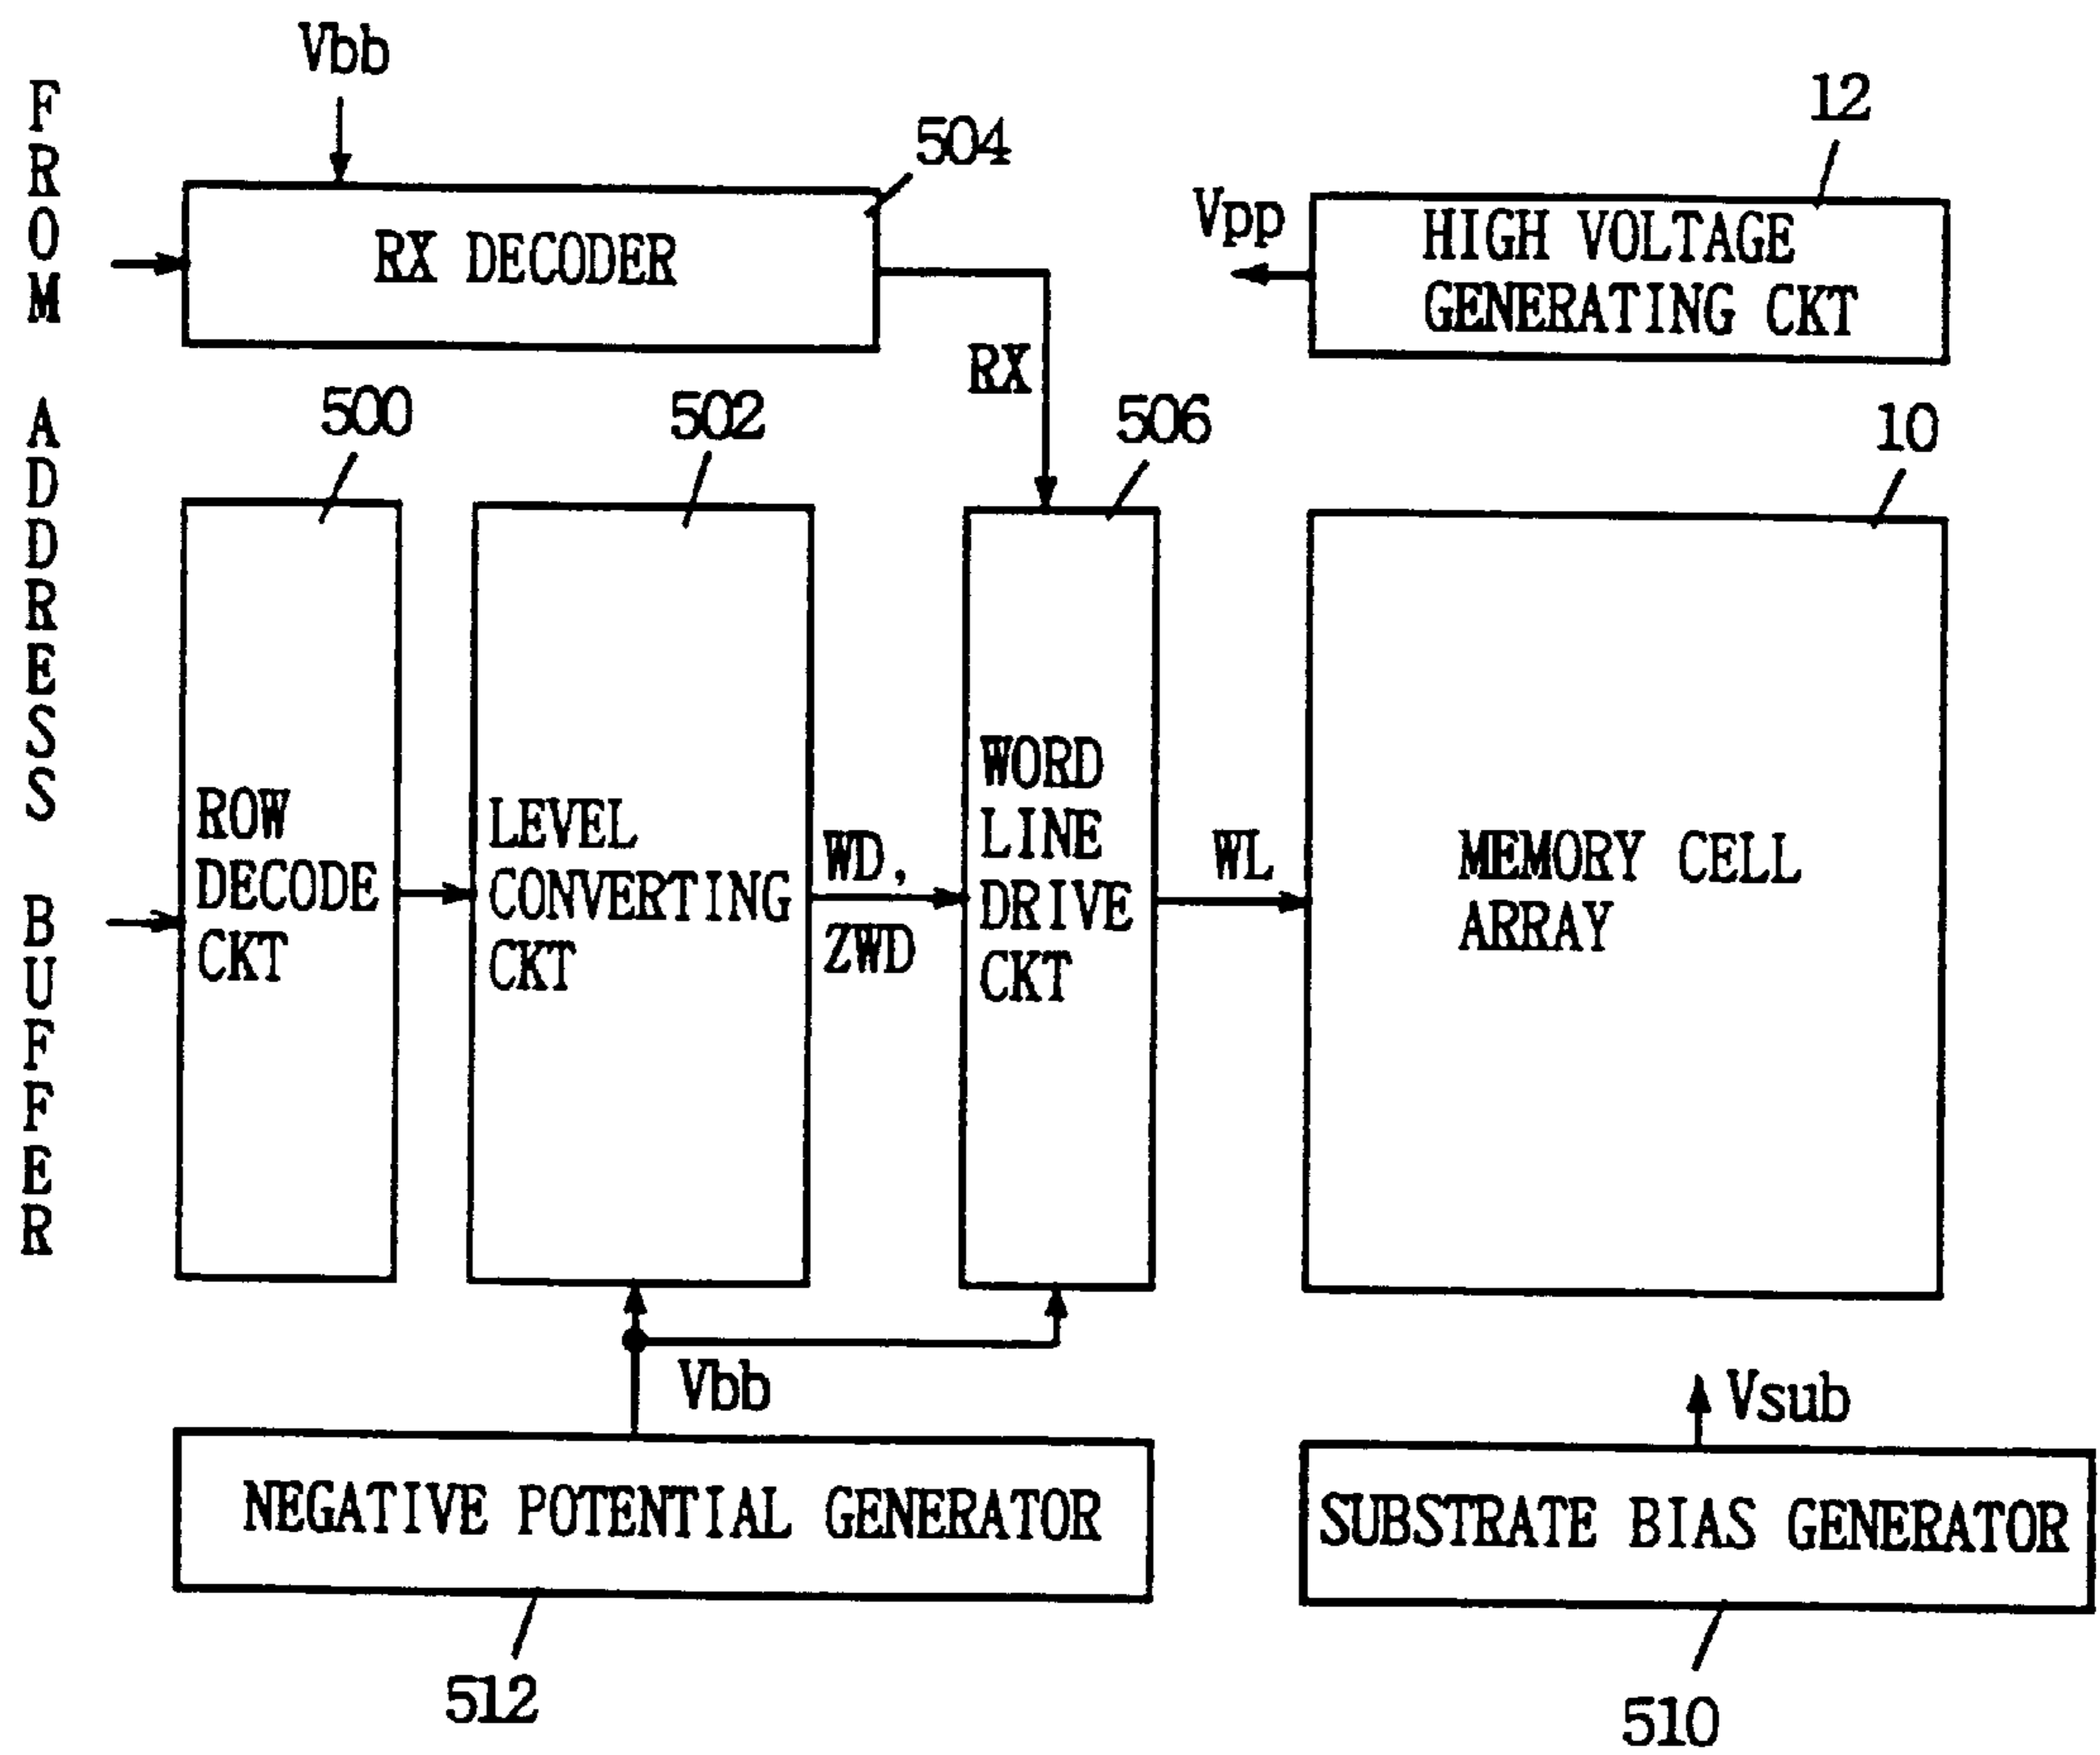 FROM ADDRESS BUFFER
Vbb
504
12
RX DECODER
Vpp
HIGH VOLTAGE
GENERATING CKT
RX
500
502
506
10
ROW
DECODE
CKT
LEVEL
CONVERTING
CKT
WD,
ZWD
WORD
LINE
DRIVE
CKT
WL
MEMORY CELL
ARRAY
Vbb
Vsub
NEGATIVE POTENTIAL GENERATOR
SUBSTRATE BIAS GENERATOR
512
510